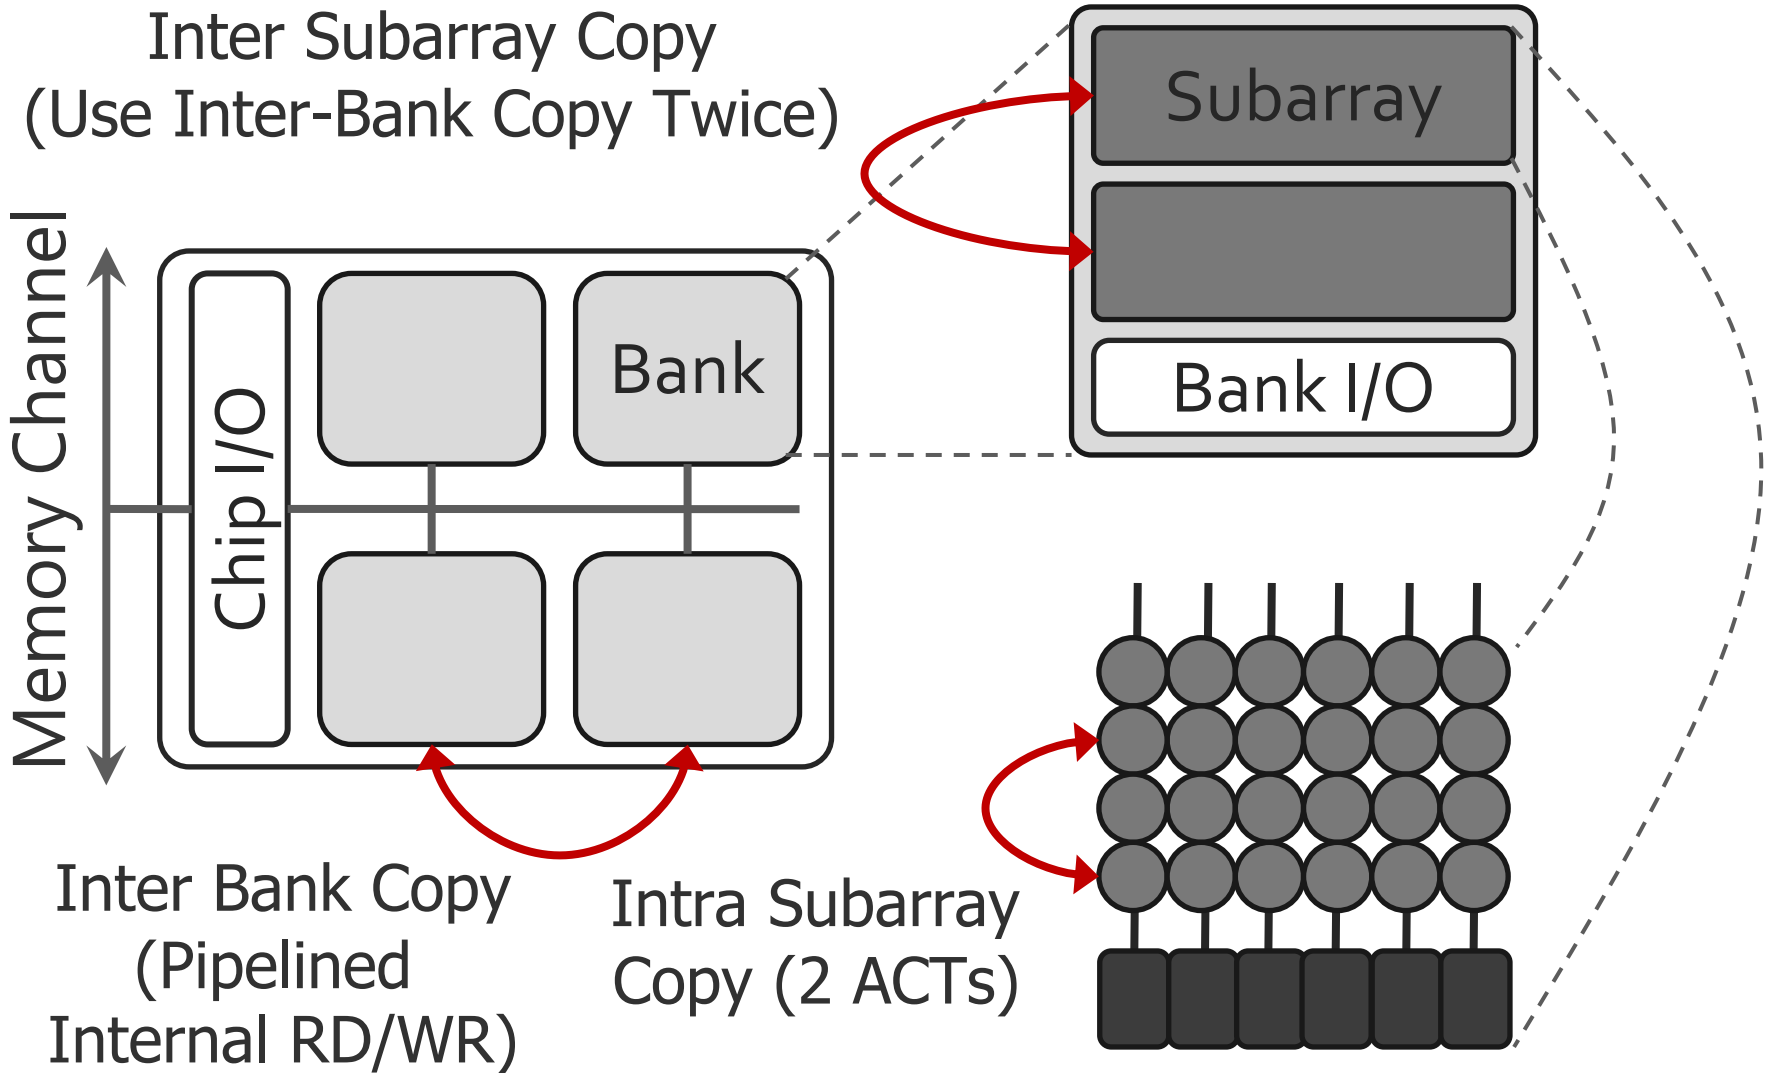 Inter Subarray Copy
(Use Inter-Bank Copy Twice)
Subarray
Bank I/O
Memory Channel
Chip I/O
Bank
Inter Bank Copy
(Pipelined
Internal RD/WR)
Intra Subarray
Copy (2 ACTs)